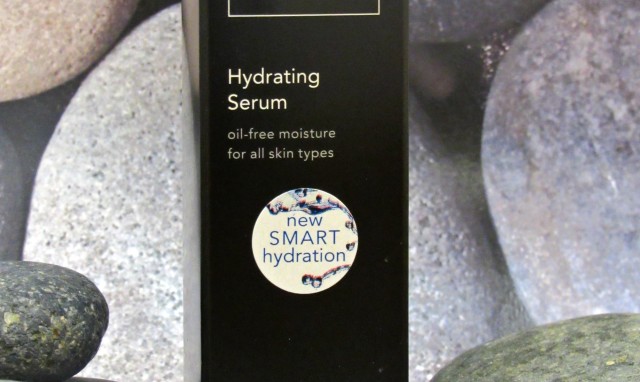 Hydrating
Serum
oil-free moisture
for all skin types
new
SMART
hydration